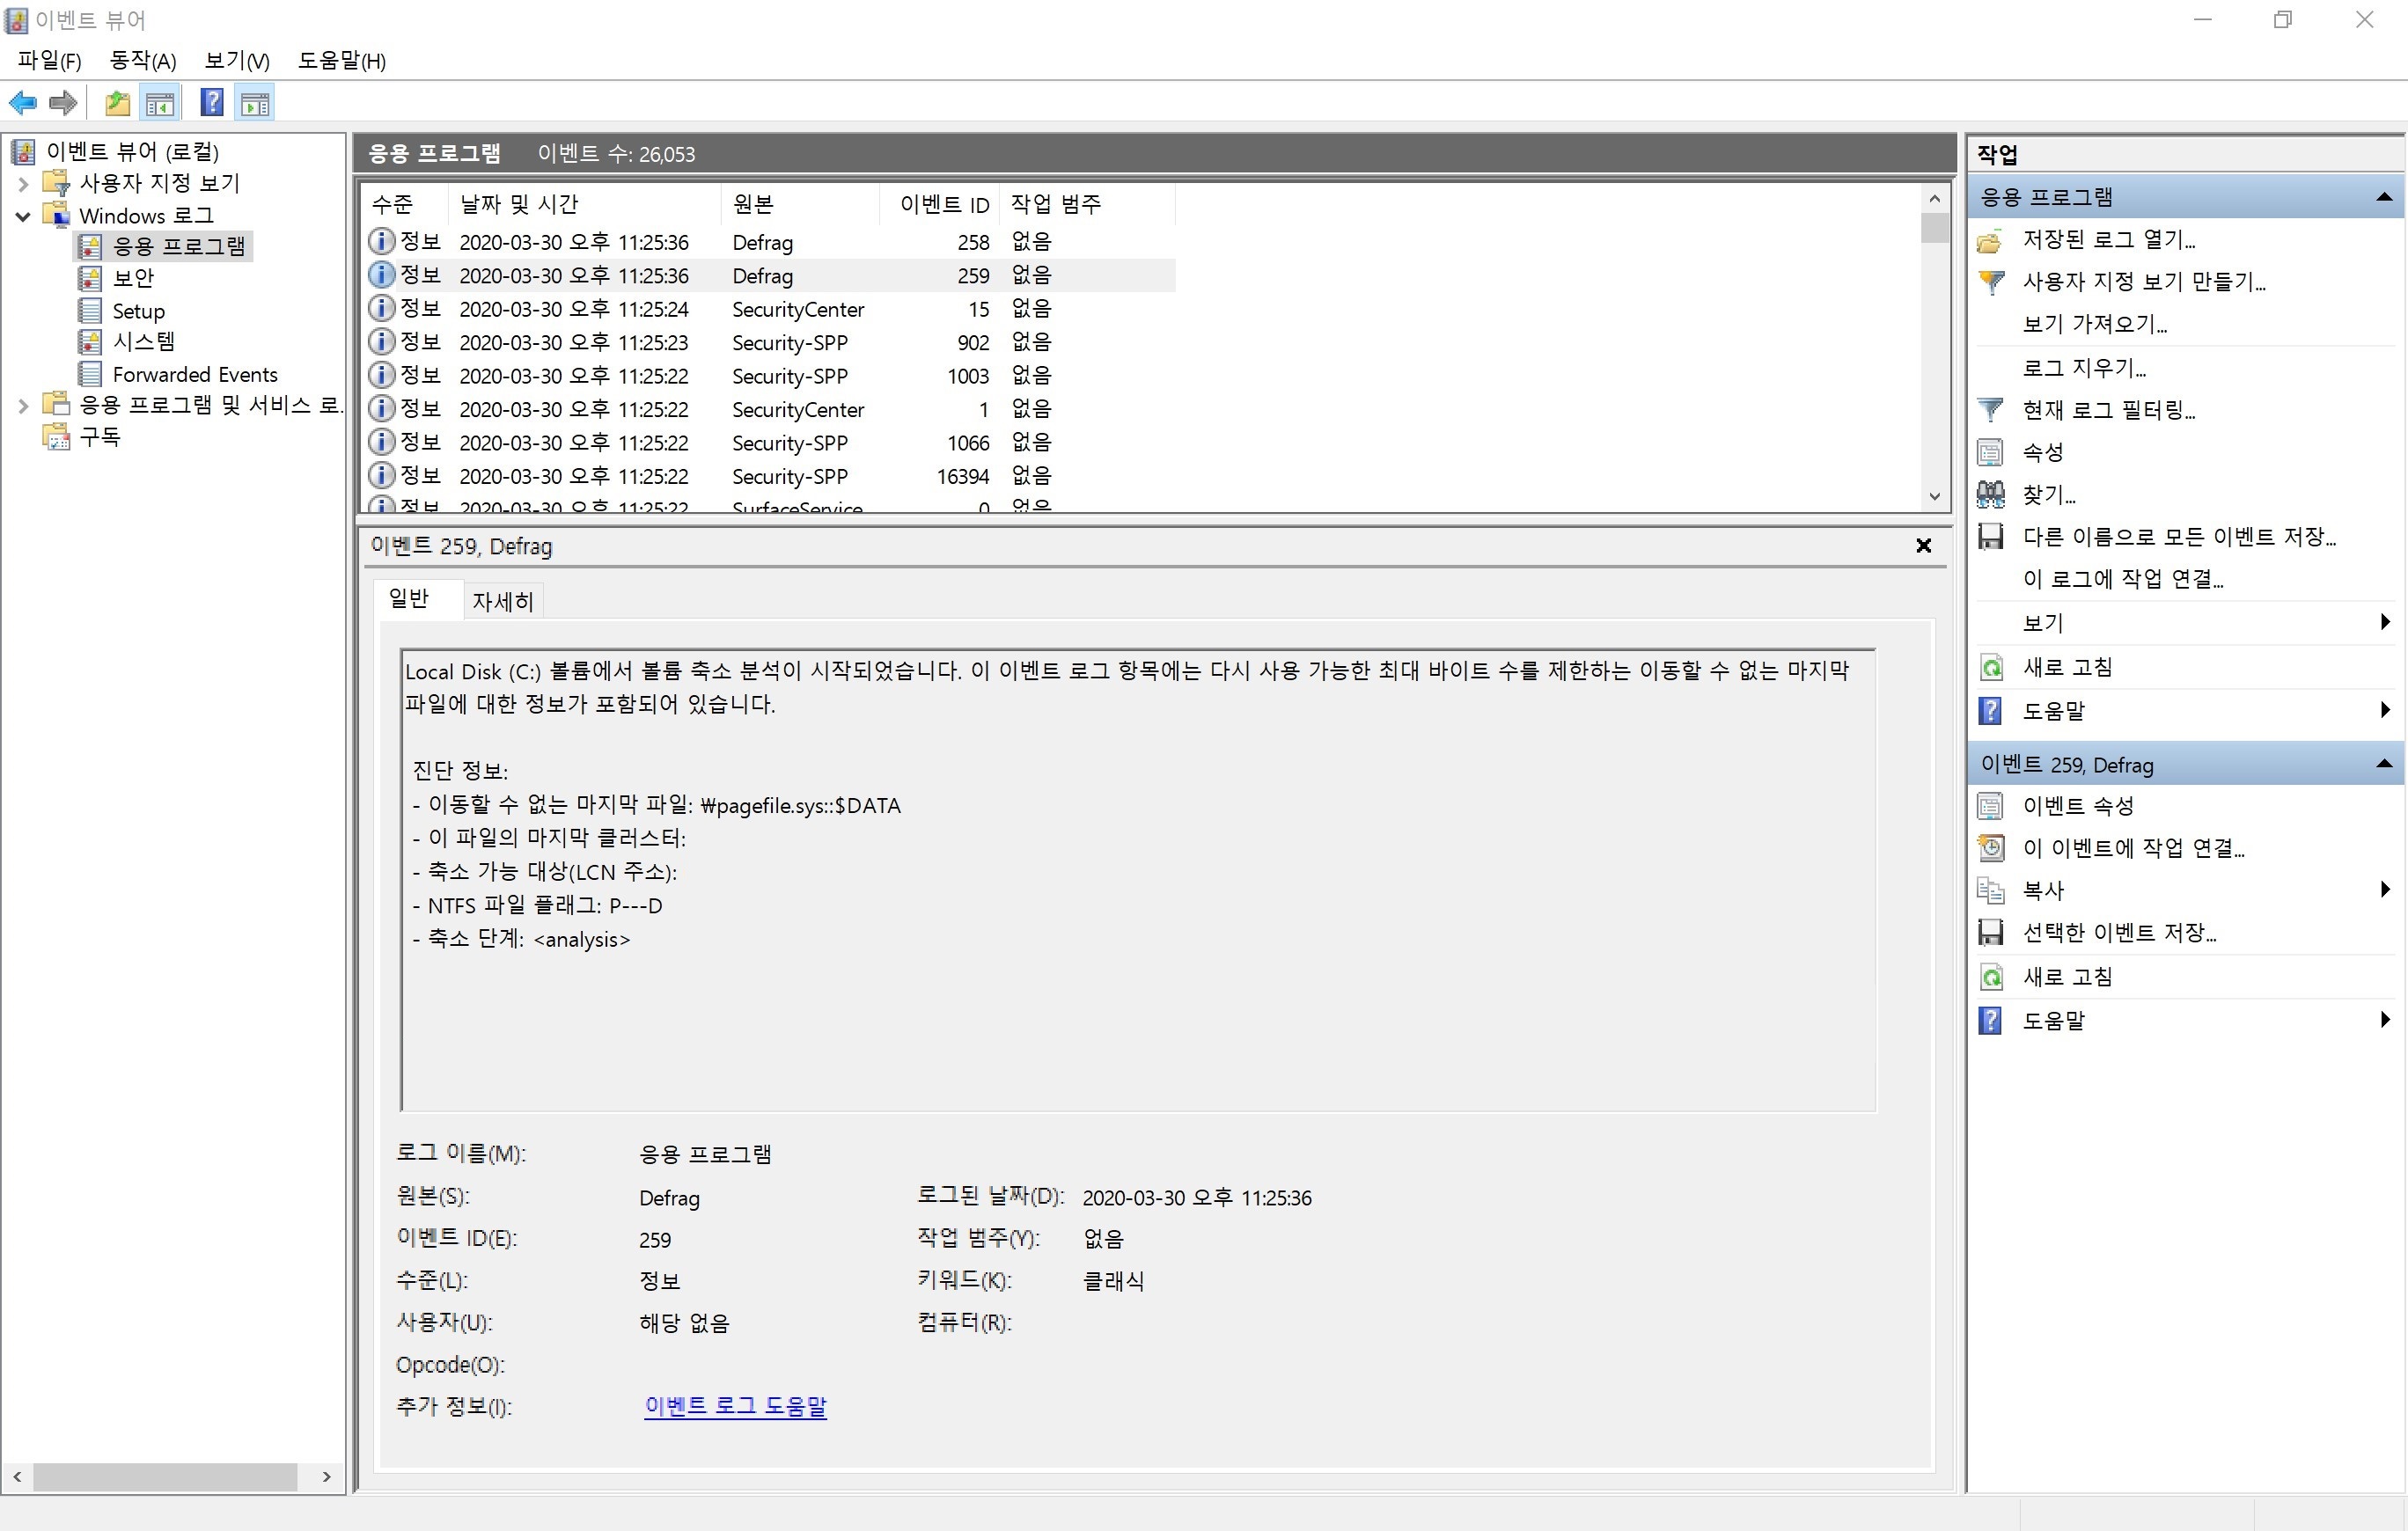 이벤트 뷰어
파일(F) 동작(A) 보기(V) 도움말(H)
이벤트 뷰어 (로컬)
사용자 지정 보기
Windows 로그
응용 프로그램
보안
Setup
시스템
Forwarded Events
응용 프로그램 및 서비스 로
구독
응용 프로그램 이벤트 수: 26,053
수준 날짜 및 시간 원본 이벤트 ID 작업 범주
정보 2020-03-30 오후 11:25:36 Defrag 258 없음
정보 2020-03-30 오후 11:25:36 Defrag 259 없음
정보 2020-03-30 오후 11:25:24 SecurityCenter 15 없음
정보 2020-03-30 오후 11:25:23 Security-SPP 902 없음
정보 2020-03-30 오후 11:25:22 Security-SPP 1003 없음
정보 2020-03-30 오후 11:25:22 SecurityCenter 1 없음
정보 2020-03-30 오후 11:25:22 Security-SPP 1066 없음
정보 2020-03-30 오후 11:25:22 Security-SPP 16394 없음
정보 2020-03-30 오후 11:25:22 SurfaceService 0 없음
이벤트 259, Defrag
일반 자세히
Local Disk (C:) 볼륨에서 볼륨 축소 분석이 시작되었습니다. 이 이벤트 로그 항목에는 다시 사용 가능한 최대 바이트 수를 제한하는 이동할 수 없는 마지막
파일에 대한 정보가 포함되어 있습니다.
진단 정보:
- 이동할 수 없는 마지막 파일: ₩pagefile.sys::$DATA
- 이 파일의 마지막 클러스터:
- 축소 가능 대상(LCN 주소):
- NTFS 파일 플래그: P---D
- 축소 단계: <analysis>
로그 이름(M): 응용 프로그램
원본(S): Defrag 로그된 날짜(D): 2020-03-30 오후 11:25:36
이벤트 ID(E): 259 작업 범주(Y): 없음
수준(L): 정보 키워드(K): 클래식
사용자(U): 해당 없음 컴퓨터(R):
Opcode(O):
추가 정보(I): 이벤트 로그 도움말
작업
응용 프로그램
저장된 로그 열기...
사용자 지정 보기 만들기...
보기 가져오기...
로그 지우기...
현재 로그 필터링...
속성
찾기...
다른 이름으로 모든 이벤트 저장...
이 로그에 작업 연결...
보기
새로 고침
도움말
이벤트 259, Defrag
이벤트 속성
이 이벤트에 작업 연결...
복사
선택한 이벤트 저장...
새로 고침
도움말